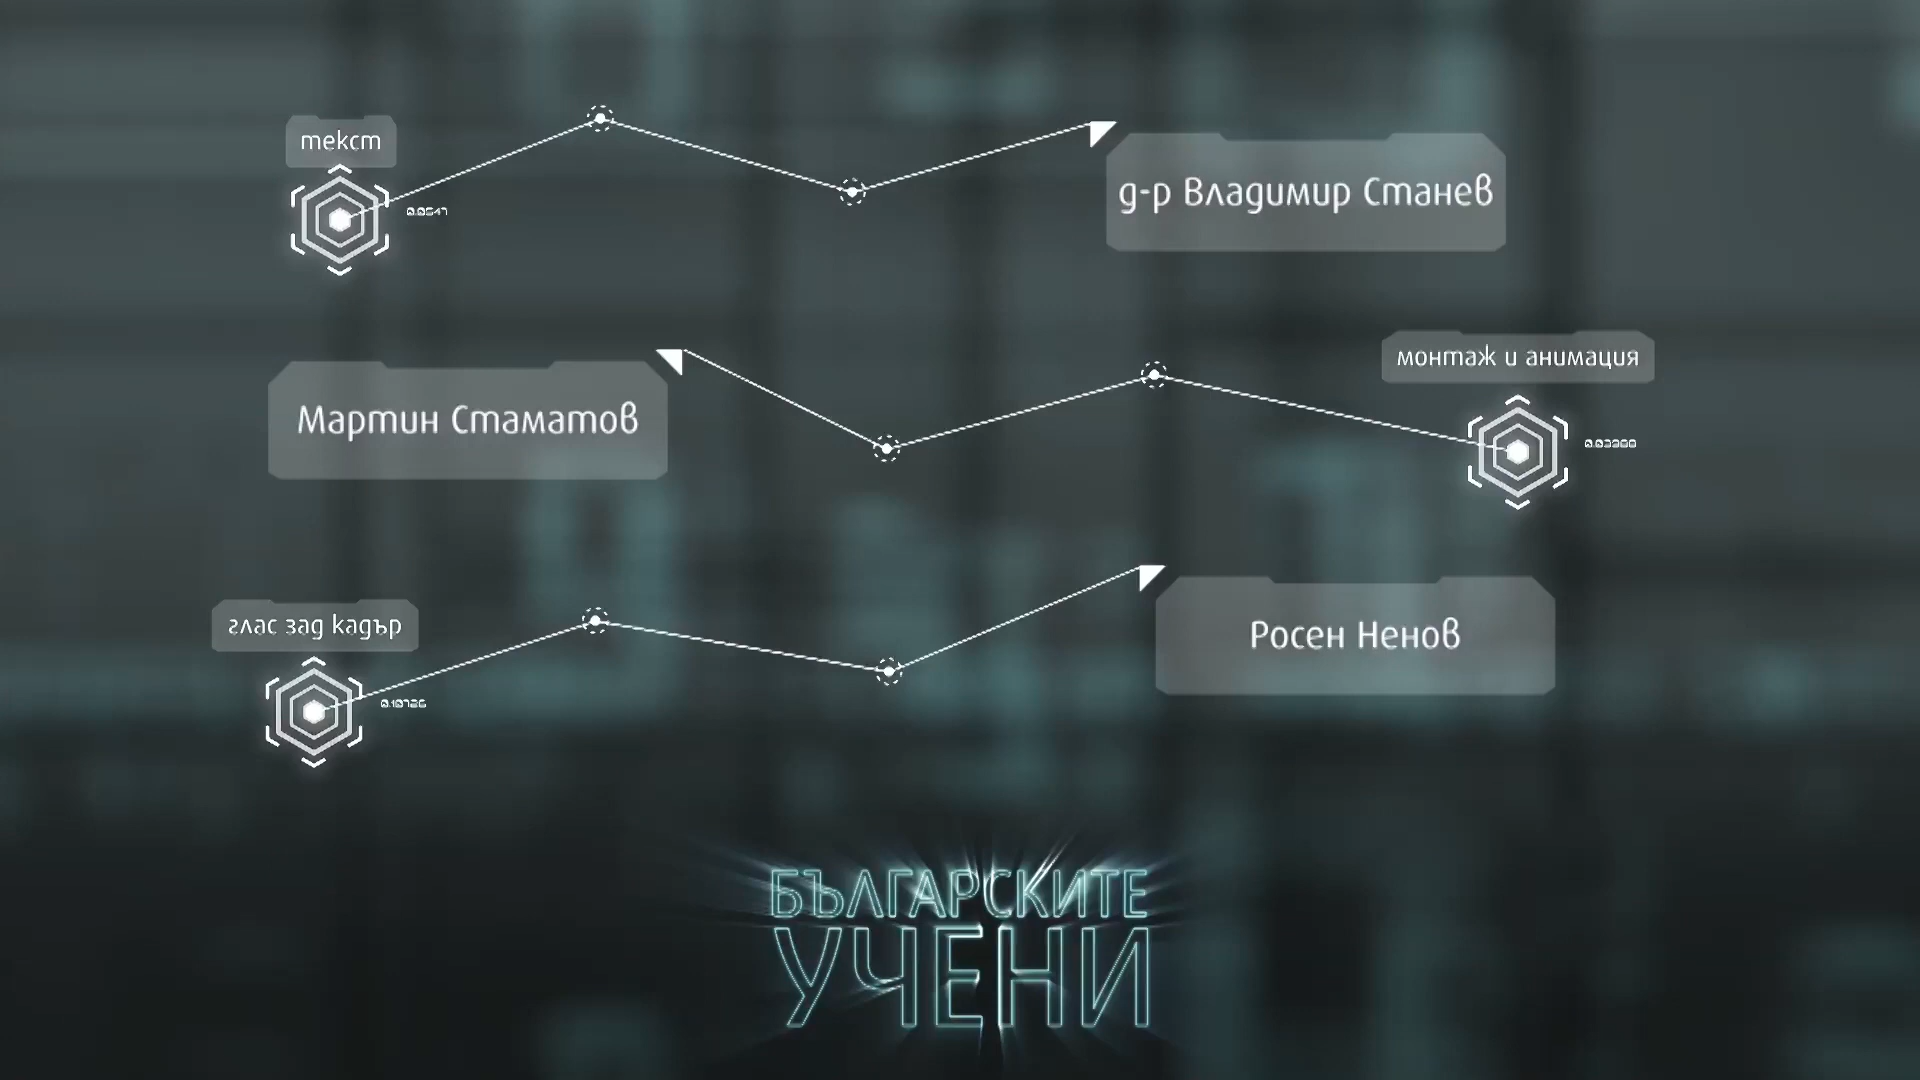 текст
д-р Владимир Станев
монтаж и анимация
Мартин Стаматов
глас зад кадър
Росен Ненов
БЪЛГАРСКИТЕ
УЧЕНИ